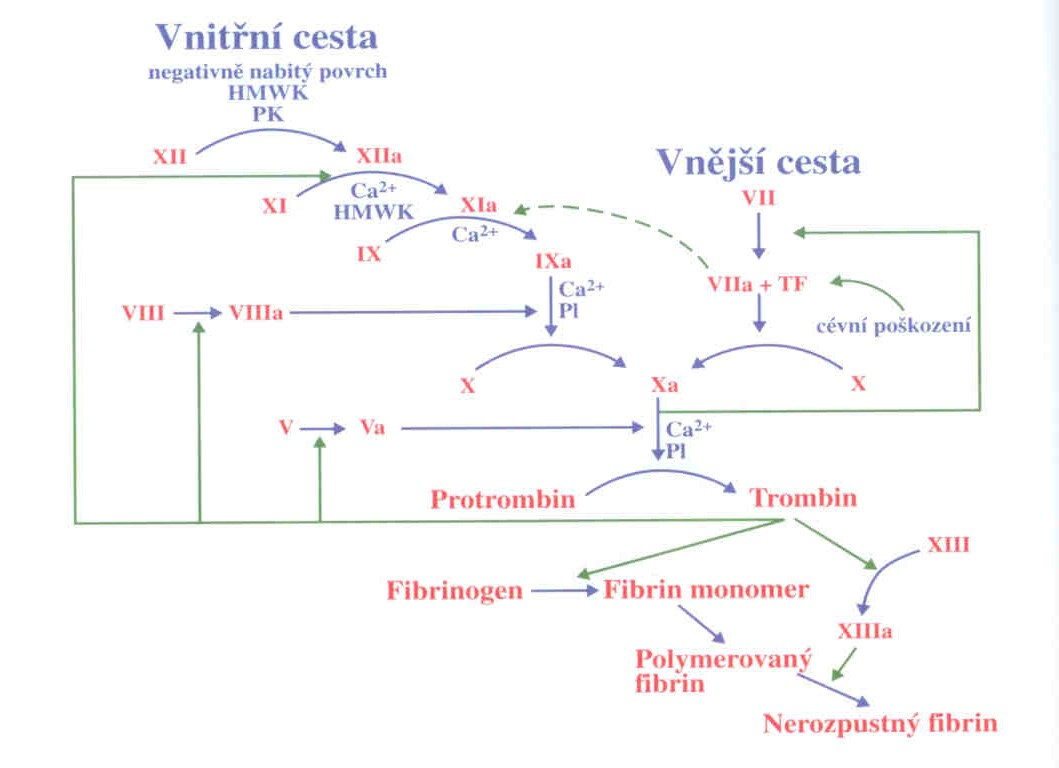 Vnitřní cesta
negativně nabitý povrch
HMWK
PK
XII
XIIa
Vnější cesta
XI
Ca2+
HMWK
XIa
VII
IX
Ca2+
IXa
VIIa + TF
Ca2+
Pl
VIII
VIIIa
cévní poškození
X
Xa
X
V
Va
Ca2+
Pl
Protrombin
Trombin
XIII
Fibrinogen
Fibrin monomer
XIIIa
Polymerovaný
fibrin
Nerozpustný fibrin